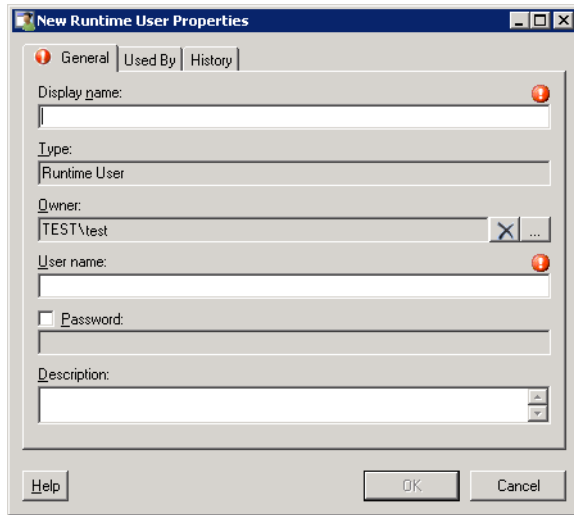 New Runtime User Properties
General Used By History
Display name:
Type:
Runtime User
Owner:
TEST\test
...
User name:
Password:
Description:
Help OK Cancel